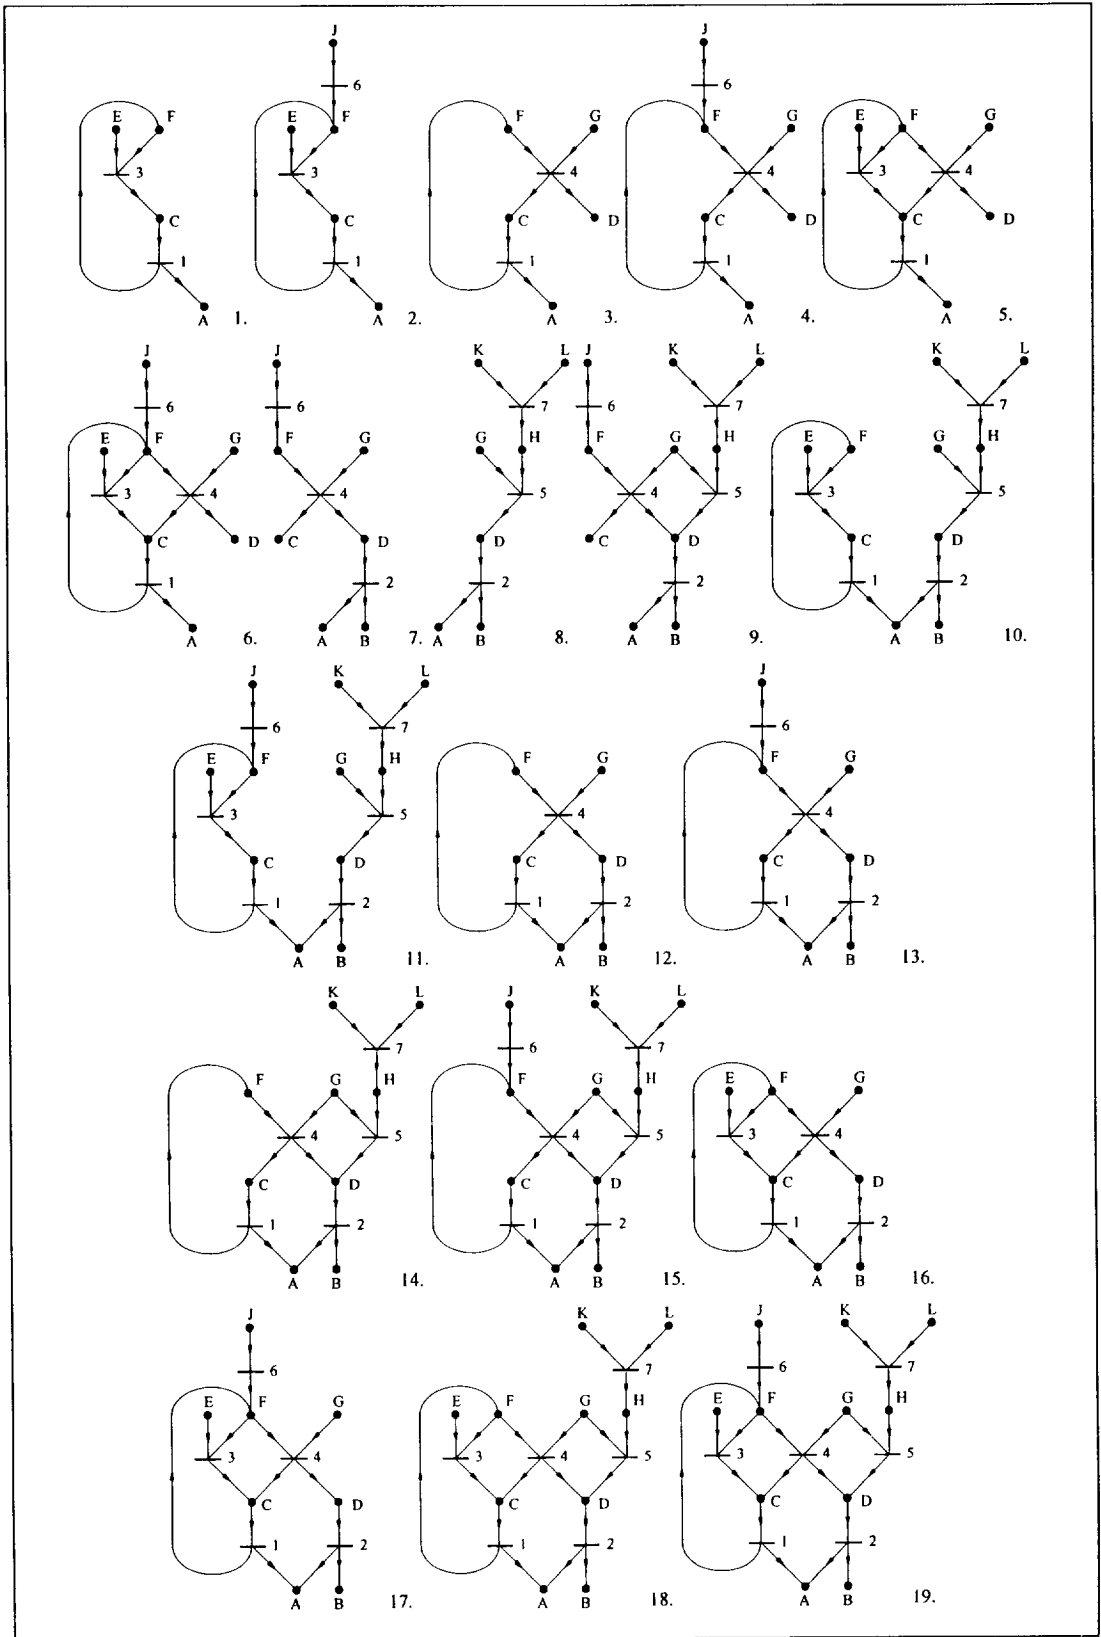 J J
6 6
E F E F F G F G E F G
3 3 4 4 3 4
C C C D C D C D
1 1 1 1 1
A 1. A 2. A 3. A 4. A 5.
J J K L J K L K L
6 6 7 6 7 7
E F G F G G H F G H E F G H
3 4 4 5 4 5 3 5
C D C D D C D C D
1 2 2 2 1 2
A 6. A B 7. A B 8. A B 9. A B 10.
J K L J
6 7 6
E F G H F G F G
3 5 4 4
C D C D C D
1 2 1 2 1 2
A B 11. A B 12. A B 13.
K L J K L
7 6 7
F G H F G H E F G
4 5 4 5 3 4
C D C D C D
1 2 1 2 1 2
A B 14. A B 15. A B 16.
J K L J K L
6 7 6 7
E F G E F G H E F G H
3 4 3 4 5 3 4 5
C D C D C D
1 2 1 2 1 2
A B 17. A B 18. A B 19.